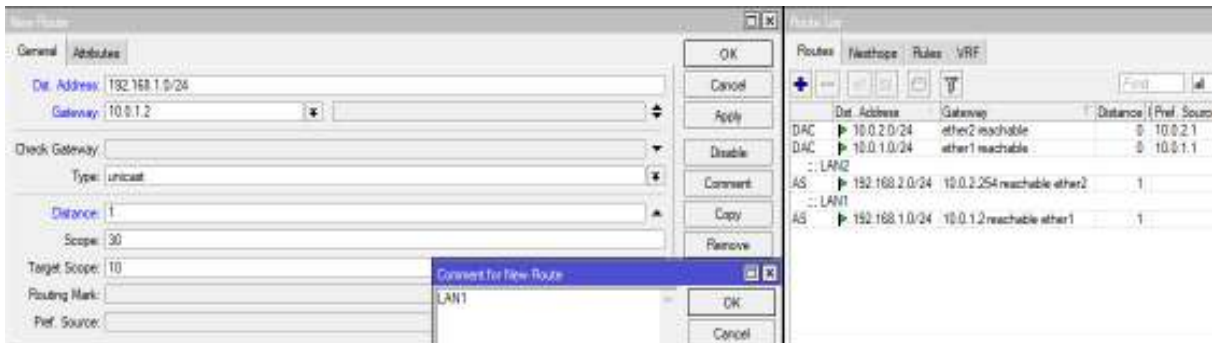 New Route
General Attributes
Dst. Address: 192.168.1.0/24
Gateway: 10.0.1.2
Check Gateway:
Type: unicast
Distance: 1
Scope: 30
Target Scope: 10
Routing Mark:
Pref. Source:
OK
Cancel
Apply
Disable
Comment
Copy
Remove
Comment for New Route
LAN1
OK
Cancel
Route List
Routes Nexthops Rules VRF
Find all
Dst. Address Gateway Distance Pref. Sourc
DAC 10.0.2.0/24 ether2 reachable 0 10.0.2.1
DAC 10.0.1.0/24 ether1 reachable 0 10.0.1.1
::: LAN2
AS 192.168.2.0/24 10.0.2.254 reachable ether2 1
::: LAN1
AS 192.168.1.0/24 10.0.1.2 reachable ether1 1